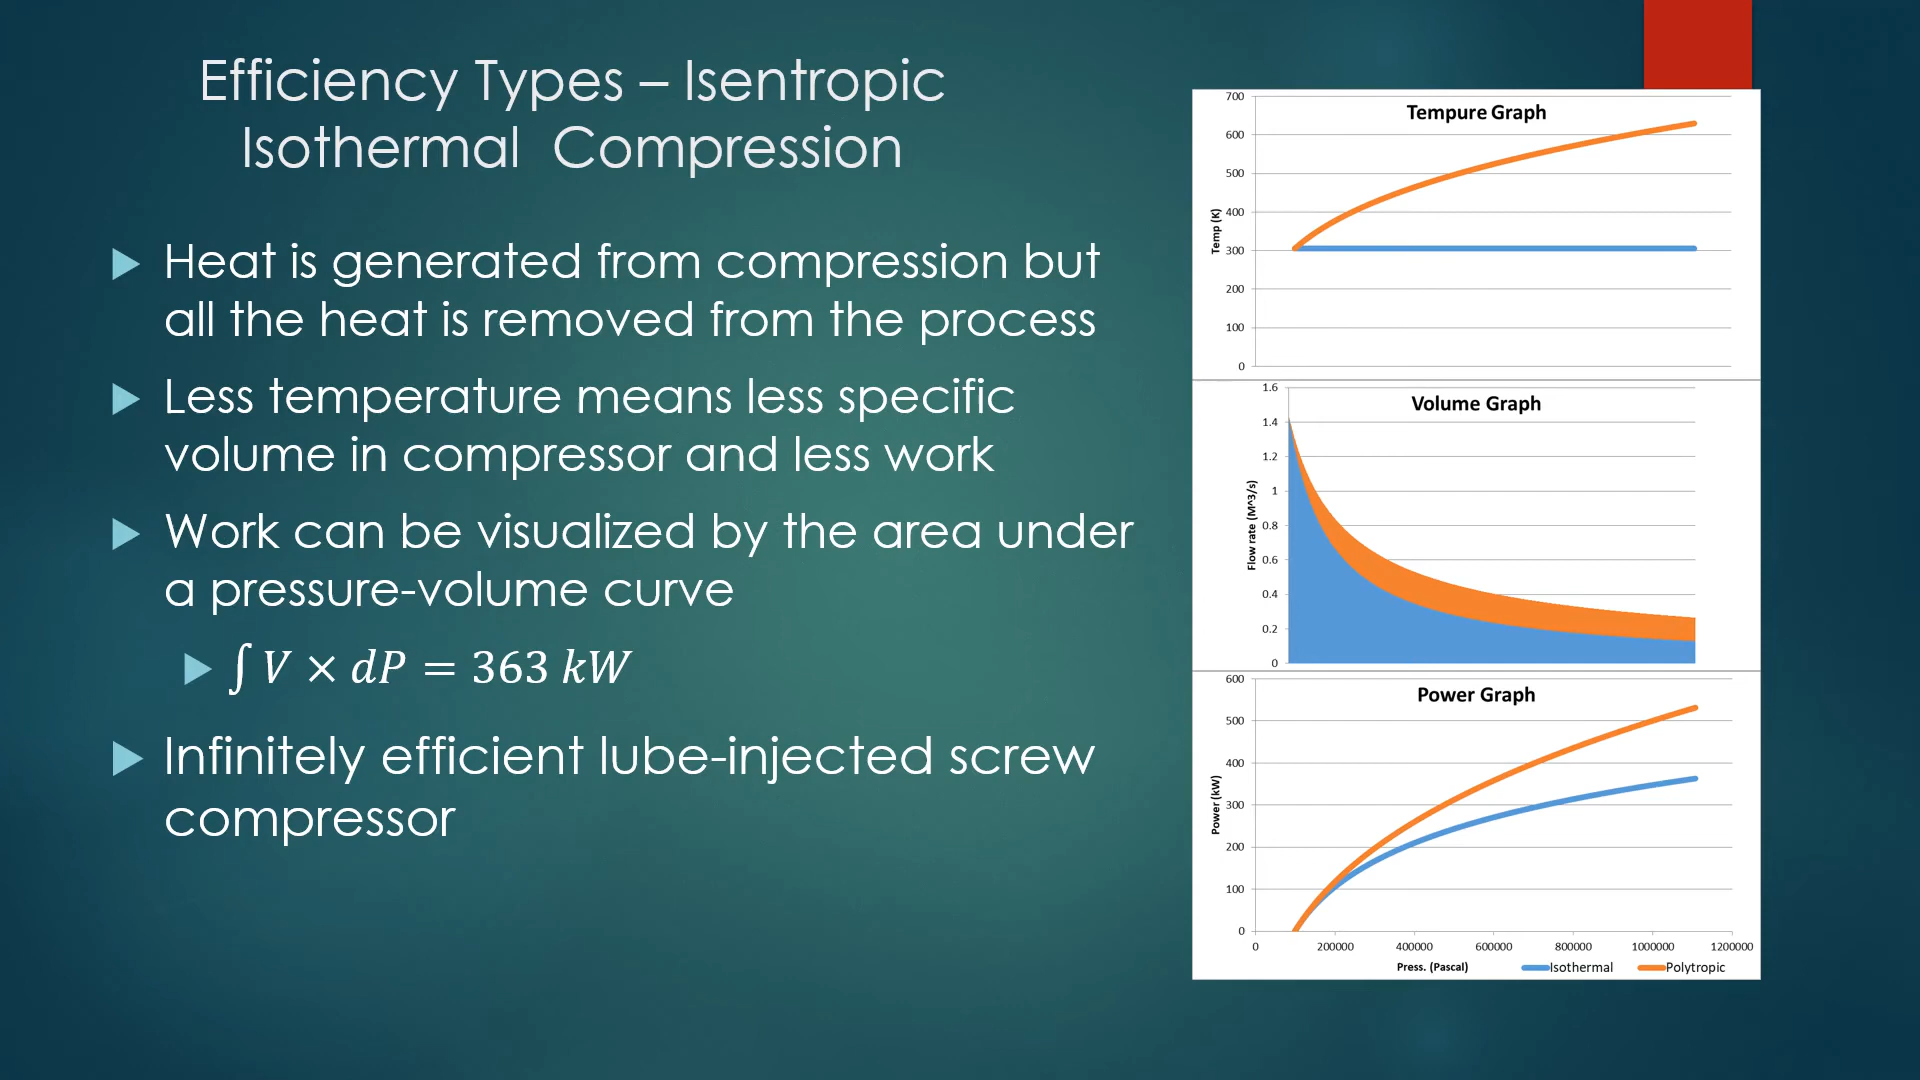 Efficiency Types – Isentropic
Isothermal  Compression
Heat is generated from compression but
all the heat is removed from the process
Less temperature means less specific
volume in compressor and less work
Work can be visualized by the area under
a pressure-volume curve
∫ V × dP = 363 kW
Infinitely efficient lube-injected screw
compressor
Tempure Graph
Temp (K)
700
600
500
400
300
200
100
0
Volume Graph
Flow rate (M^3/s)
1.6
1.4
1.2
1
0.8
0.6
0.4
0.2
0
Power Graph
Power (kW)
600
500
400
300
200
100
0
0 200000 400000 600000 800000 1000000 1200000
Press. (Pascal)
Isothermal
Polytropic